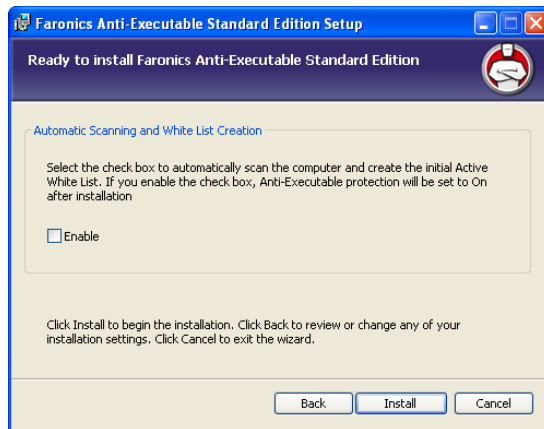 Faronics Anti-Executable Standard Edition Setup
Ready to install Faronics Anti-Executable Standard Edition
Automatic Scanning and White List Creation
Select the check box to automatically scan the computer and create the initial Active
White List. If you enable the check box, Anti-Executable protection will be set to On
after installation
Enable
Click Install to begin the installation. Click Back to review or change any of your
installation settings. Click Cancel to exit the wizard.
Back Install Cancel